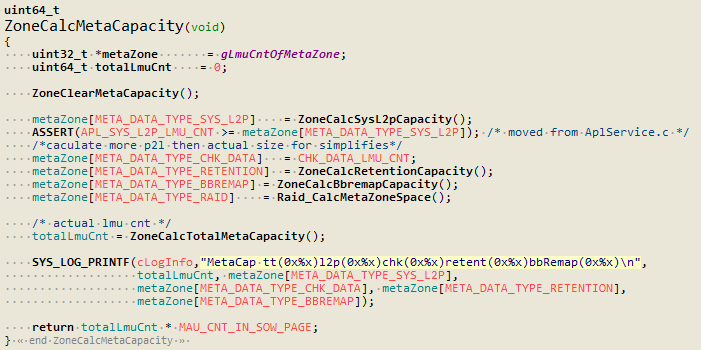 uint64_t
ZoneCalcMetaCapacity(void)
{
    uint32_t *metaZone      = gLmuCntOfMetaZone;
    uint64_t totalLmuCnt   = 0;

    ZoneClearMetaCapacity();

    metaZone[META_DATA_TYPE_SYS_L2P]    = ZoneCalcSysL2pCapacity();
    ASSERT(APL_SYS_L2P_LMU_CNT >= metaZone[META_DATA_TYPE_SYS_L2P]); /* moved from AplService.c */
    /*caculate more p2l then actual size for simplifies*/
    metaZone[META_DATA_TYPE_CHK_DATA]   = CHK_DATA_LMU_CNT;
    metaZone[META_DATA_TYPE_RETENTION]  = ZoneCalcRetentionCapacity();
    metaZone[META_DATA_TYPE_BBREMAP] = ZoneCalcBbremapCapacity();
    metaZone[META_DATA_TYPE_RAID]    = Raid_CalcMetaZoneSpace();

    /* actual lmu cnt */
    totalLmuCnt = ZoneCalcTotalMetaCapacity();

    SYS_LOG_PRINTF(cLogInfo,"MetaCap tt(0x%x)l2p(0x%x)chk(0x%x)retent(0x%x)bbRemap(0x%x)\n",
                totalLmuCnt, metaZone[META_DATA_TYPE_SYS_L2P],
                metaZone[META_DATA_TYPE_CHK_DATA], metaZone[META_DATA_TYPE_RETENTION],
                metaZone[META_DATA_TYPE_BBREMAP]);

    return totalLmuCnt * MAU_CNT_IN_SOW_PAGE;
} « end ZoneCalcMetaCapacity »